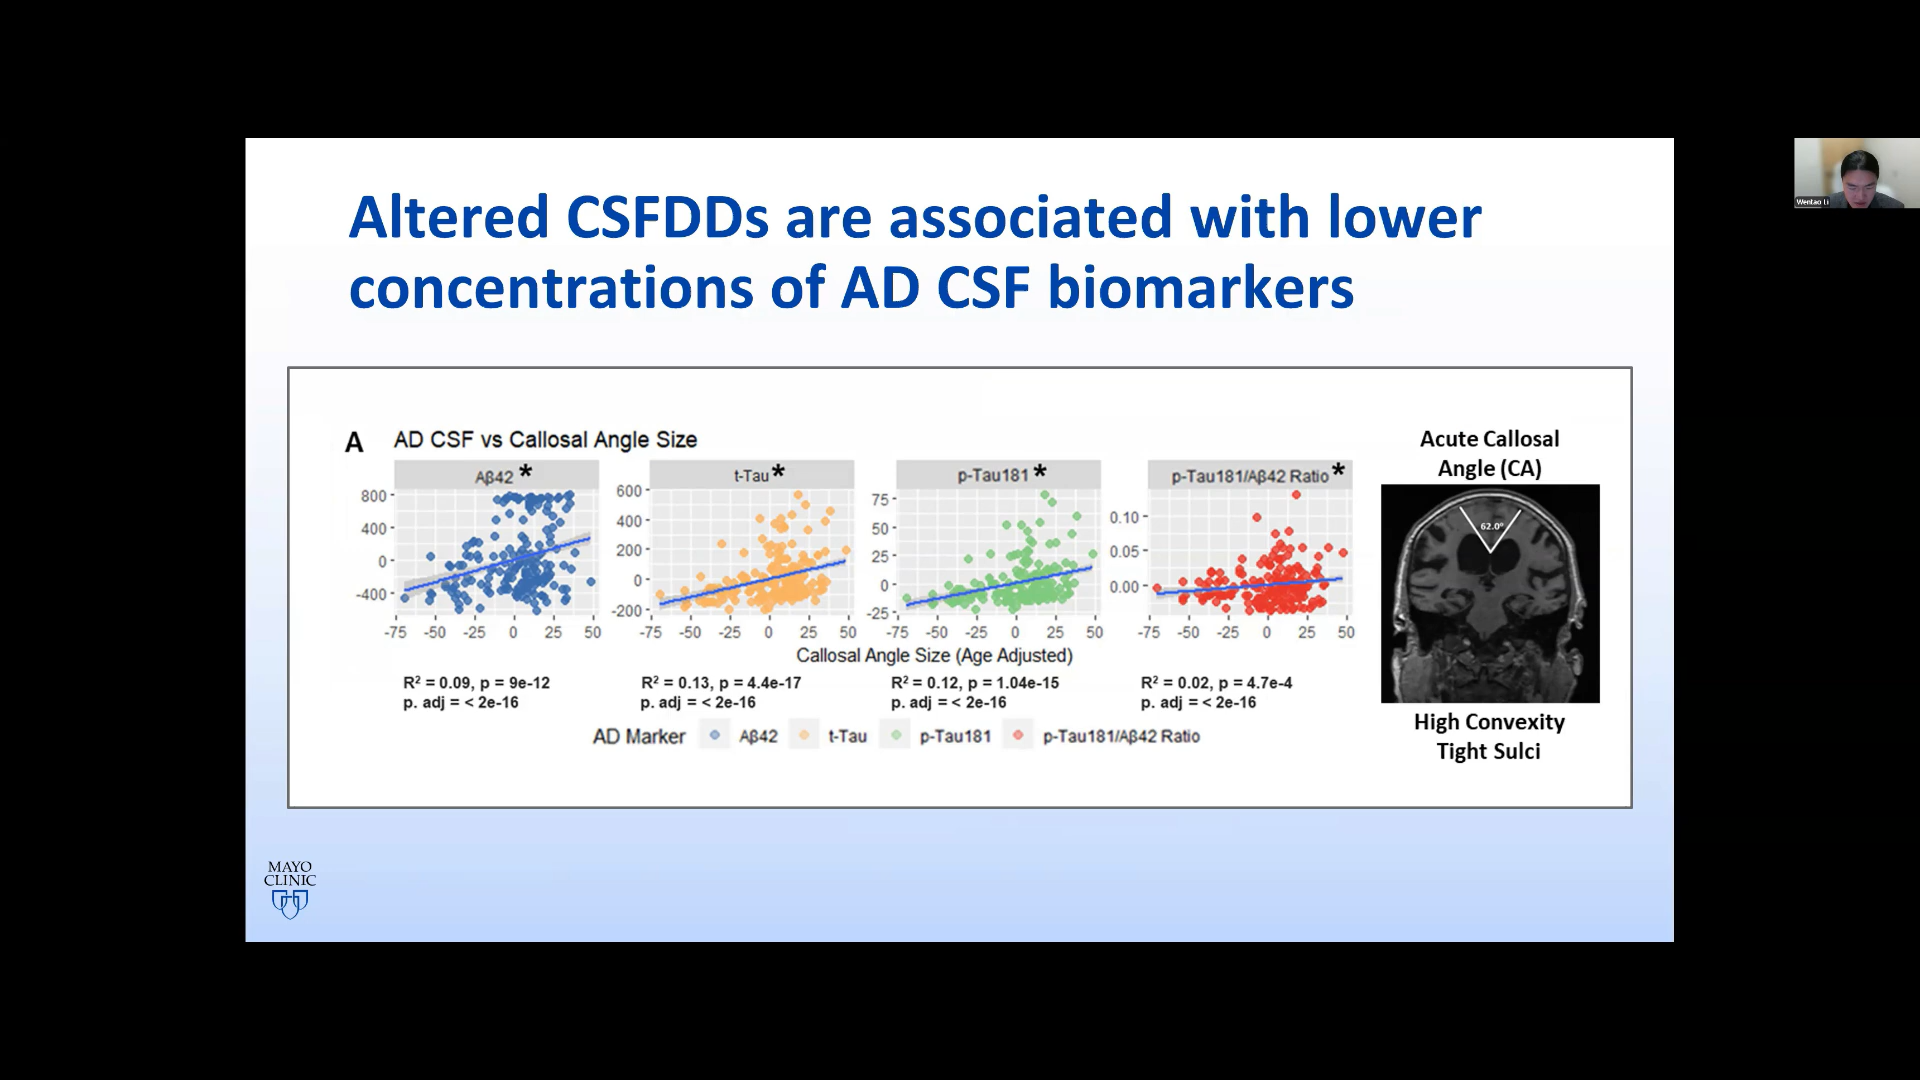 Altered CSFDDs are associated with lower
concentrations of AD CSF biomarkers
A AD CSF vs Callosal Angle Size
Aβ42 *
t-Tau *
p-Tau181 *
p-Tau181/Aβ42 Ratio *
800
400
0
-400
-75 -50 -25 0 25 50
600
400
200
0
-200
-75 -50 -25 0 25 50
75
50
25
0
-25
-75 -50 -25 0 25 50
0.10
0.05
0.00
-75 -50 -25 0 25 50
Callosal Angle Size (Age Adjusted)
R² = 0.09, p = 9e-12
p. adj = < 2e-16
R² = 0.13, p = 4.4e-17
p. adj = < 2e-16
R² = 0.12, p = 1.04e-15
p. adj = < 2e-16
R² = 0.02, p = 4.7e-4
p. adj = < 2e-16
AD Marker Aβ42 t-Tau p-Tau181 p-Tau181/Aβ42 Ratio
Acute Callosal
Angle (CA)
62.0°
High Convexity
Tight Sulci
MAYO
CLINIC
Wentao Li